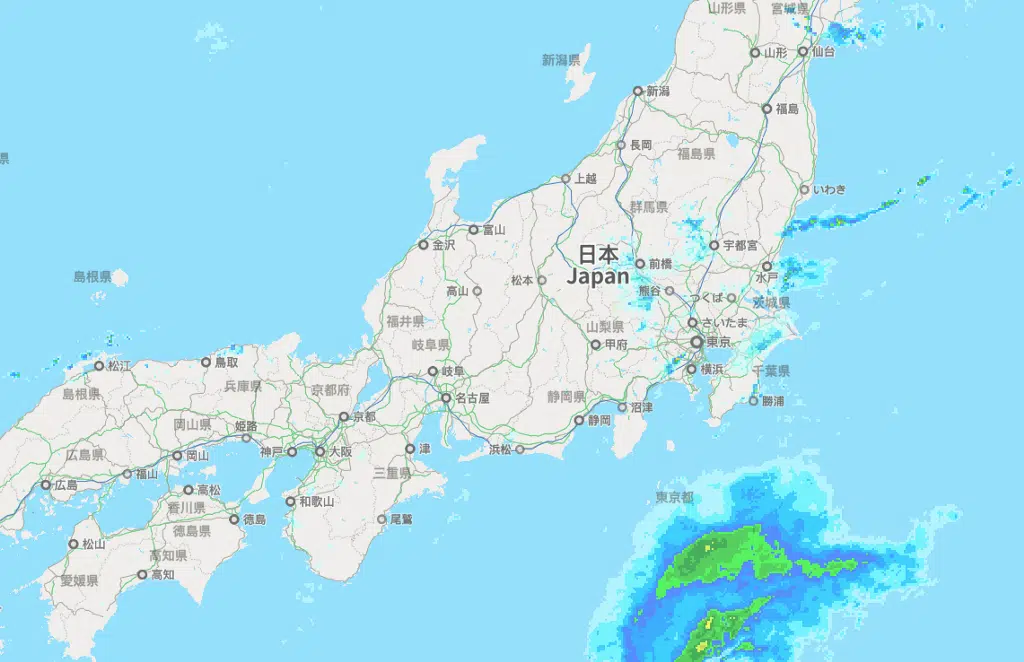 山形県
宮城県
山形
仙台
新潟県
新潟
福島
長岡
福島県
県
上越
いわき
群馬県
富山
金沢
宇都宮
日本
Japan
前橋
水戸
島根県
松本
高山
熊谷
つくば
茨城県
福井県
さいたま
山梨県
岐阜県
甲府
東京
松江
鳥取
岐阜
横浜
千葉県
兵庫県
京都府
島根県
名古屋
静岡県
沼津
勝浦
京都
静岡
岡山県
姫路
神戸
大阪
津
浜松
広島県
岡山
福山
三重県
広島
高松
和歌山
東京都
香川県
徳島
尾鷲
徳島県
松山
高知県
高知
愛媛県